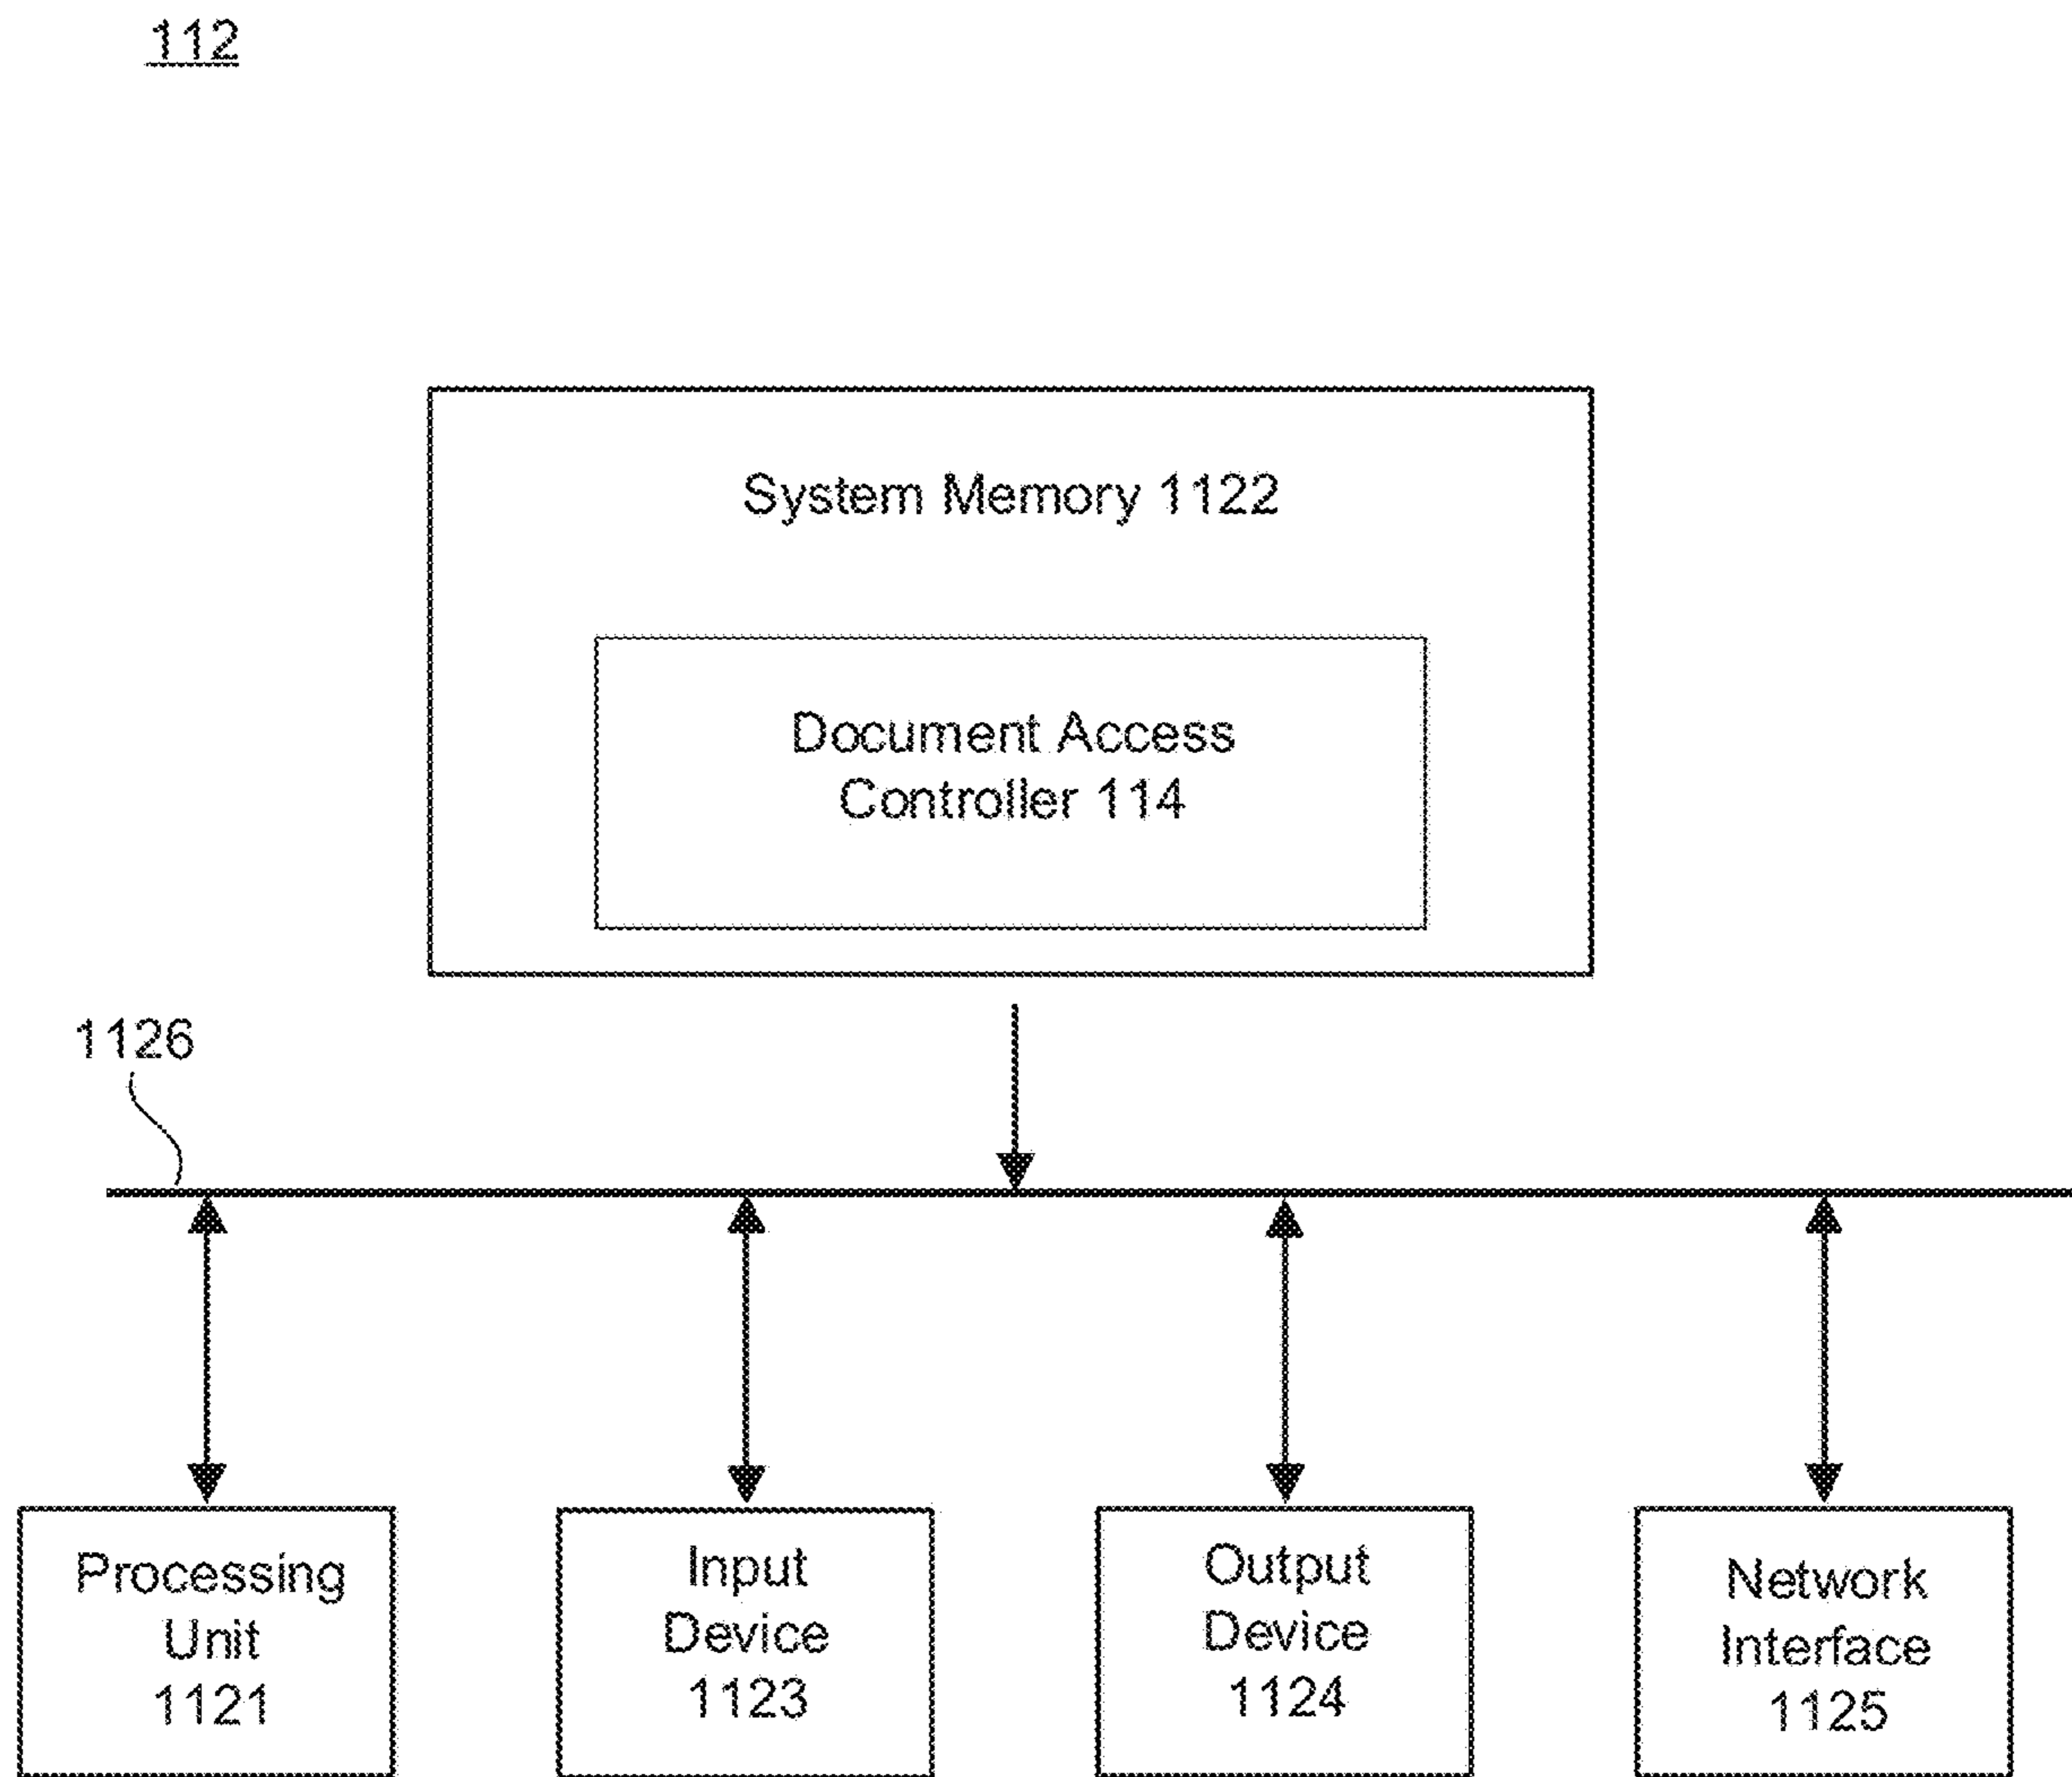 112
System Memory 1122
Document Access
Controller 114
1126
Processing
Unit
1121
Input
Device
1123
Output
Device
1124
Network
Interface
1125